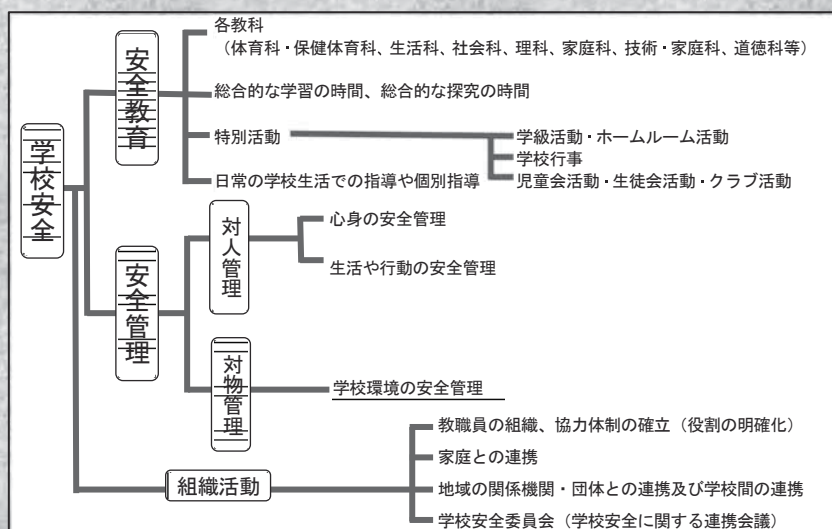 学校安全
安全教育
各教科
（体育科・保健体育科、生活科、社会科、理科、家庭科、技術・家庭科、道徳科等）
総合的な学習の時間、総合的な探究の時間
特別活動
学級活動・ホームルーム活動
学校行事
児童会活動・生徒会活動・クラブ活動
日常の学校生活での指導や個別指導
安全管理
対人管理
心身の安全管理
生活や行動の安全管理
対物管理
学校環境の安全管理
組織活動
教職員の組織、協力体制の確立（役割の明確化）
家庭との連携
地域の関係機関・団体との連携及び学校間の連携
学校安全委員会（学校安全に関する連携会議）